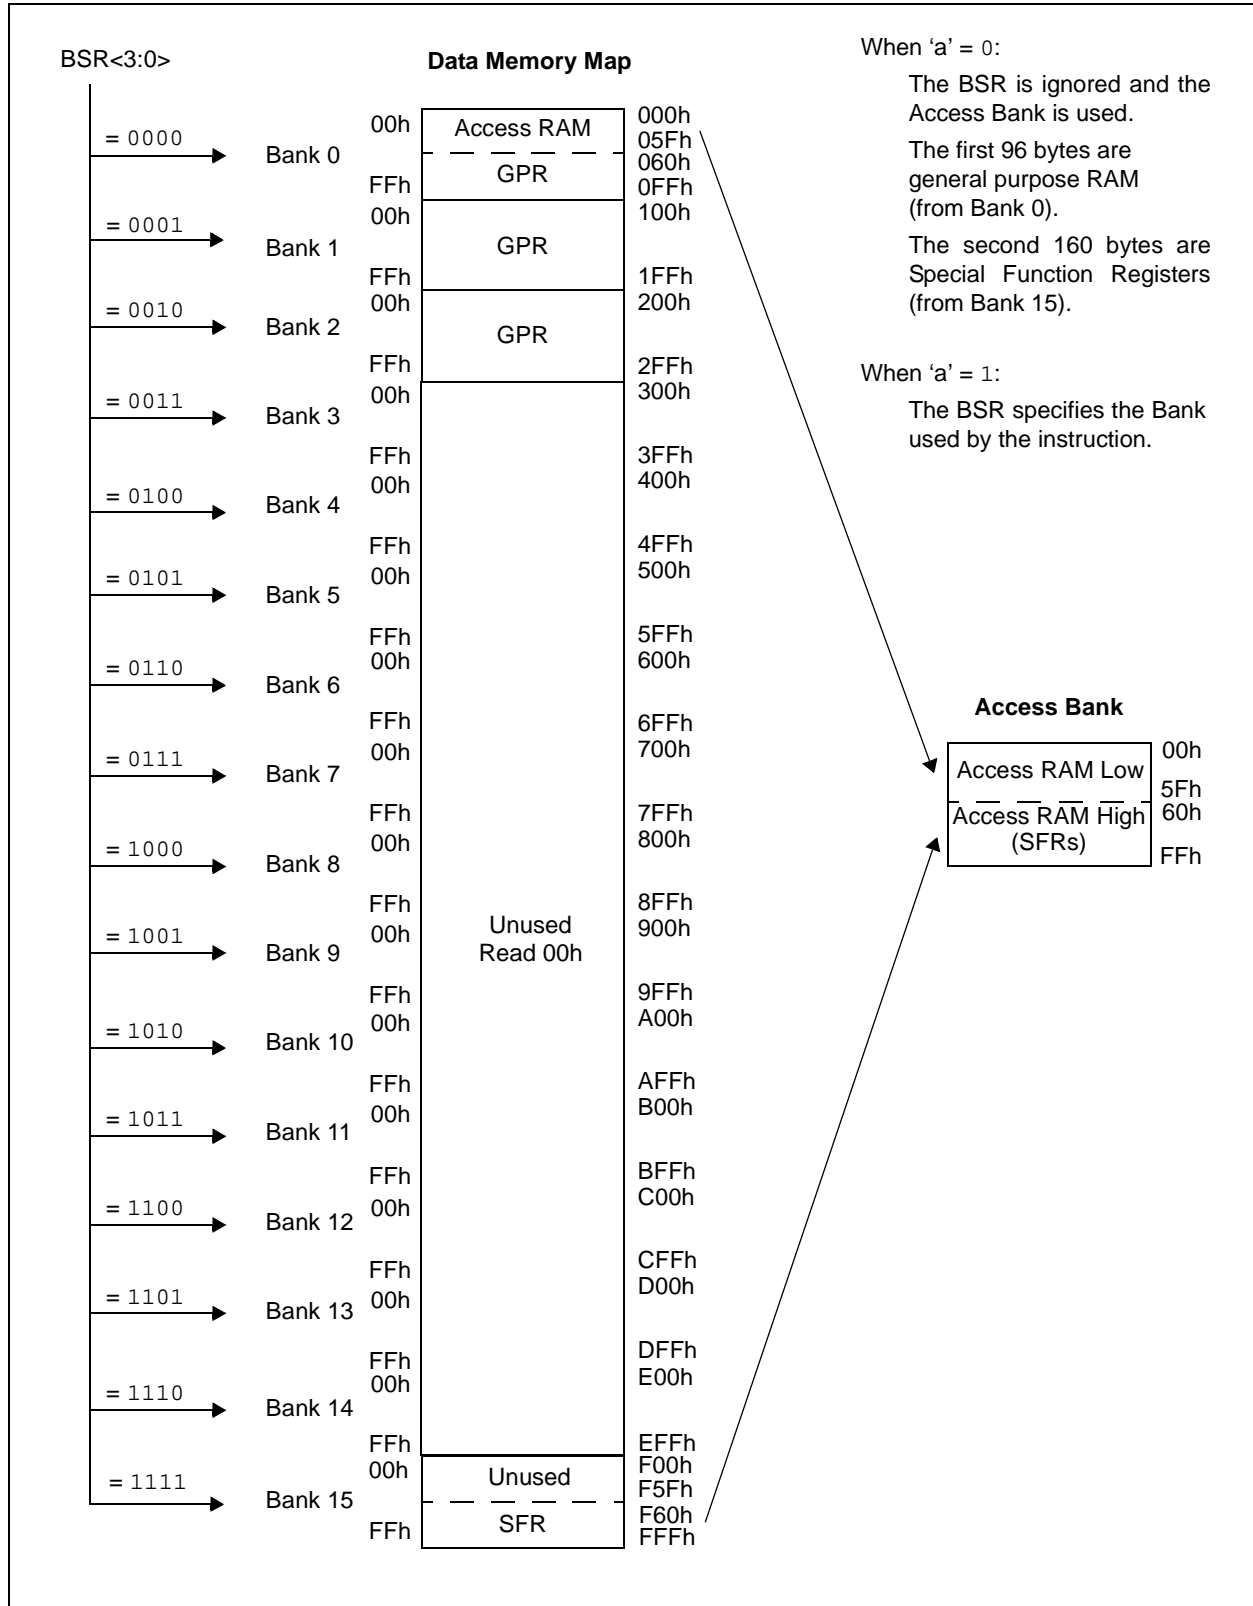 BSR<3:0>
Data Memory Map
When ‘a’ = 0:
The BSR is ignored and the
Access Bank is used.
The first 96 bytes are
general purpose RAM
(from Bank 0).
The second 160 bytes are
Special Function Registers
(from Bank 15).
When ‘a’ = 1:
The BSR specifies the Bank
used by the instruction.
= 0000
Bank 0
00h
Access RAM
000h
05Fh
060h
GPR
FFh
0FFh
= 0001
Bank 1
00h
100h
GPR
FFh
1FFh
= 0010
Bank 2
00h
200h
GPR
FFh
2FFh
= 0011
Bank 3
00h
300h
FFh
3FFh
= 0100
Bank 4
00h
400h
FFh
4FFh
= 0101
Bank 5
00h
500h
FFh
5FFh
= 0110
Bank 6
00h
600h
FFh
6FFh
= 0111
Bank 7
00h
700h
FFh
7FFh
= 1000
Bank 8
00h
800h
FFh
8FFh
= 1001
Bank 9
00h
Unused
Read 00h
900h
FFh
9FFh
= 1010
Bank 10
00h
A00h
FFh
AFFh
= 1011
Bank 11
00h
B00h
FFh
BFFh
= 1100
Bank 12
00h
C00h
FFh
CFFh
= 1101
Bank 13
00h
D00h
FFh
DFFh
= 1110
Bank 14
00h
E00h
FFh
EFFh
= 1111
Bank 15
00h
F00h
Unused
F5Fh
F60h
SFR
FFh
FFFh
Access Bank
Access RAM Low
00h
5Fh
Access RAM High
(SFRs)
60h
FFh